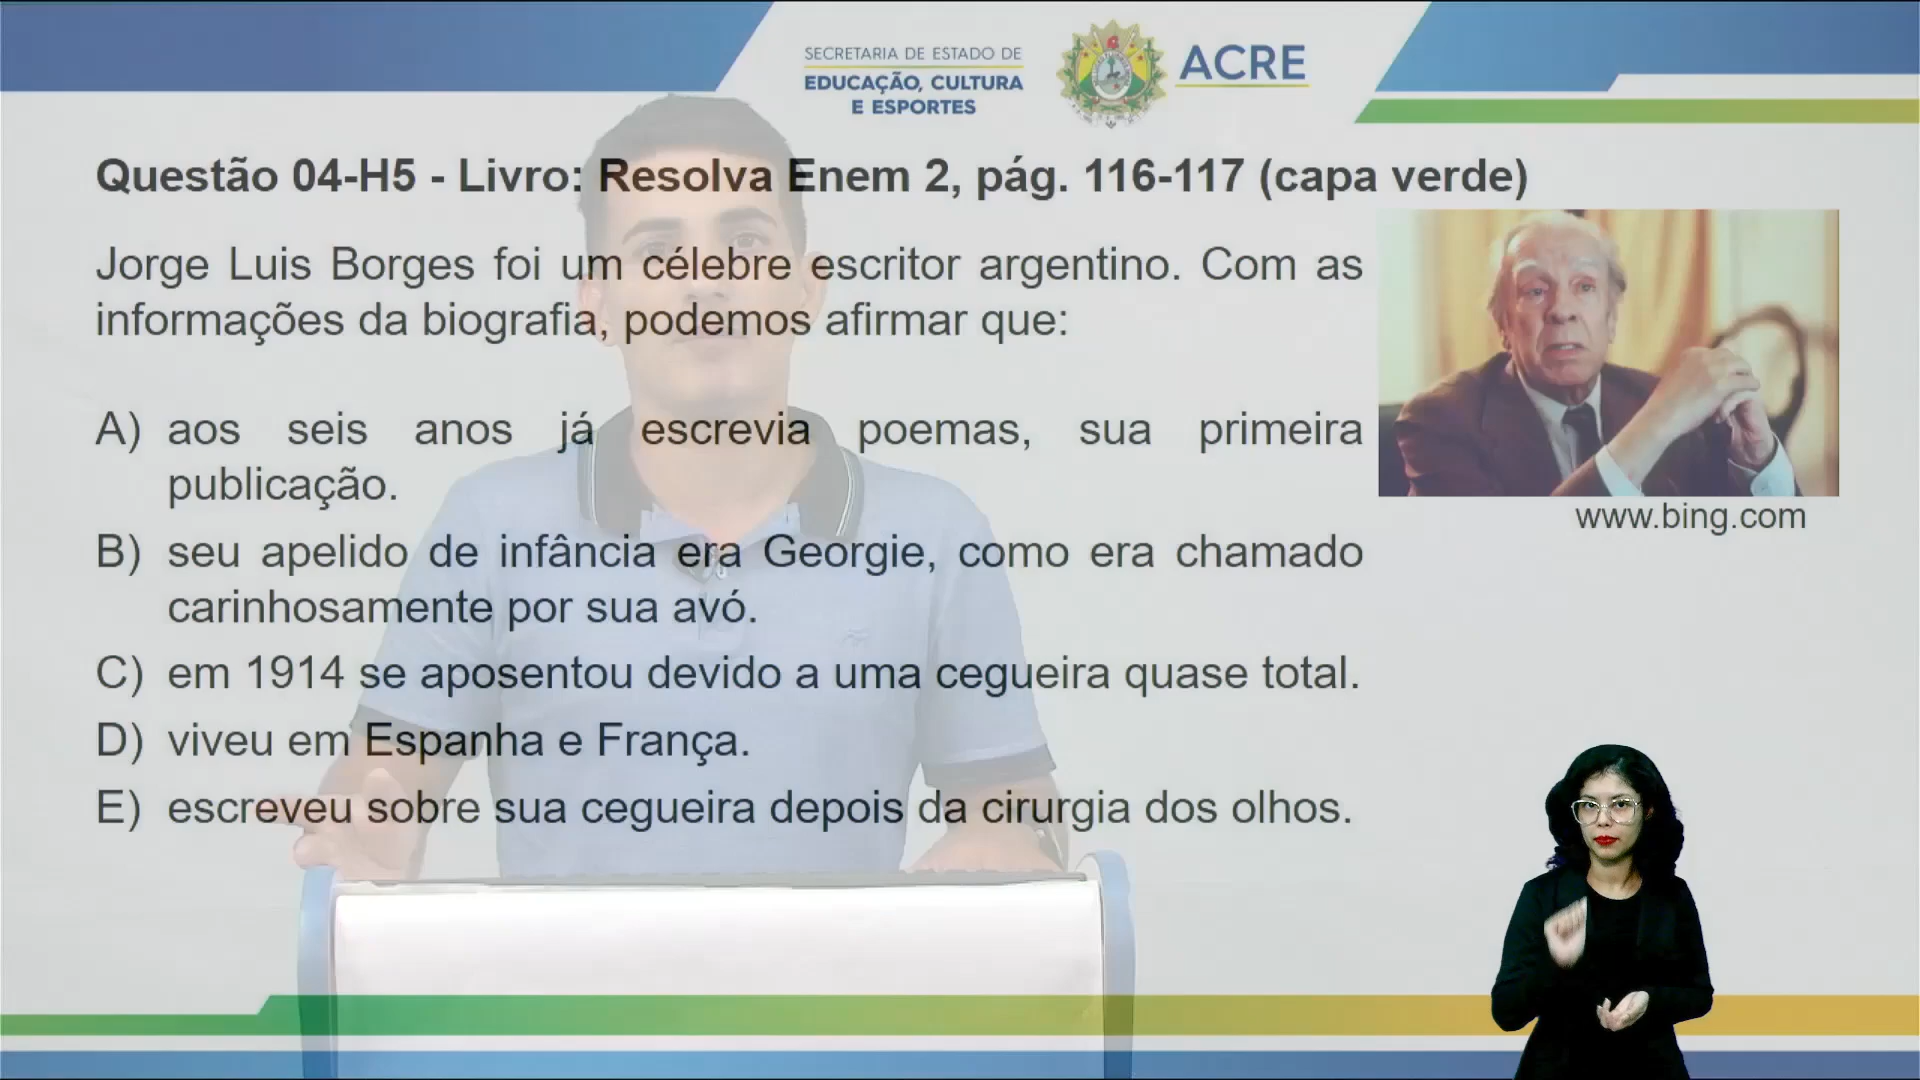 SECRETARIA DE ESTADO DE
EDUCAÇÃO, CULTURA
E ESPORTES
ACRE
Questão 04-H5 - Livro: Resolva Enem 2, pág. 116-117 (capa verde)
Jorge Luis Borges foi um célebre escritor argentino. Com as
informações da biografia, podemos afirmar que:
A) aos seis anos já escrevia poemas, sua primeira
publicação.
B) seu apelido de infância era Georgie, como era chamado
carinhosamente por sua avó.
C) em 1914 se aposentou devido a uma cegueira quase total.
D) viveu em Espanha e França.
E) escreveu sobre sua cegueira depois da cirurgia dos olhos.
www.bing.com